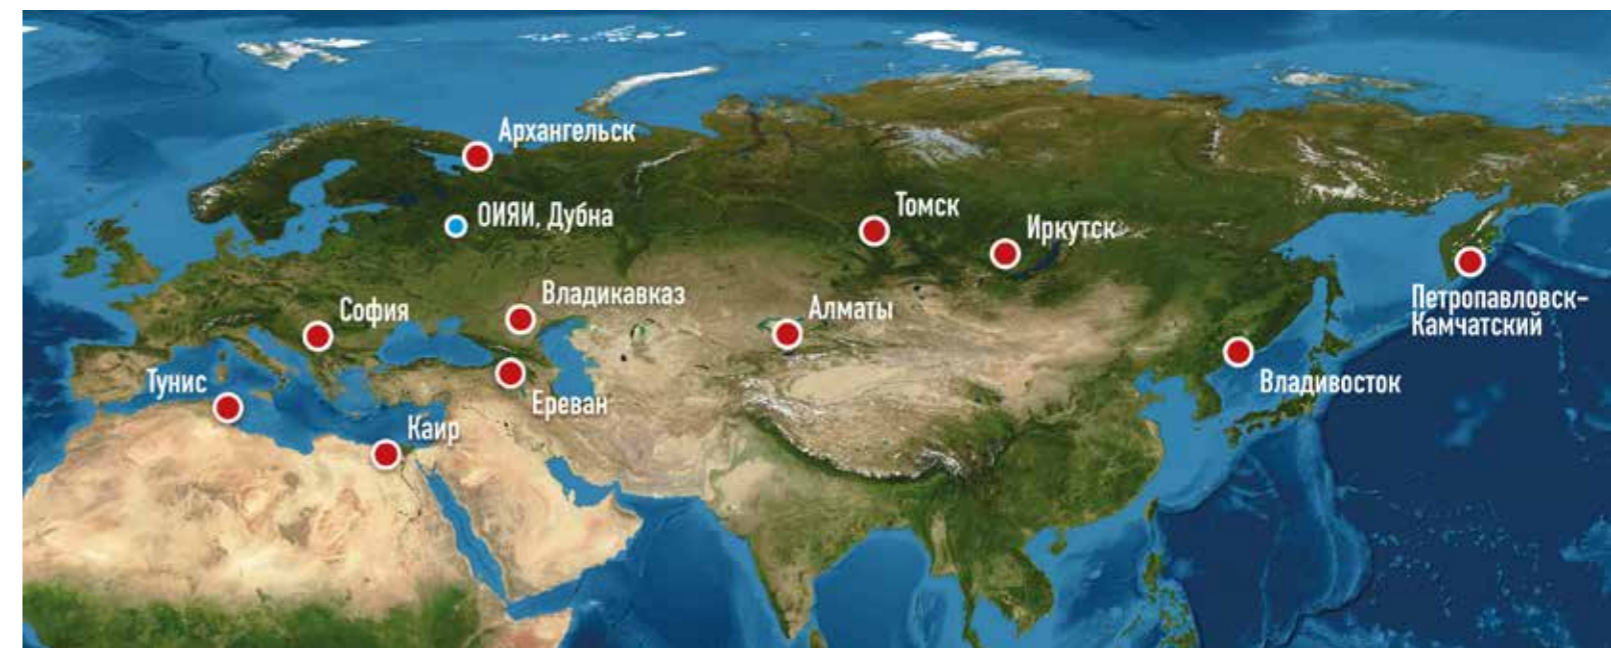 Архангельск
ОИЯИ, Дубна
Томск
Иркутск
Петропавловск-
Камчатский
Владикавказ
София
Алматы
Владивосток
Тунис
Ереван
Каир